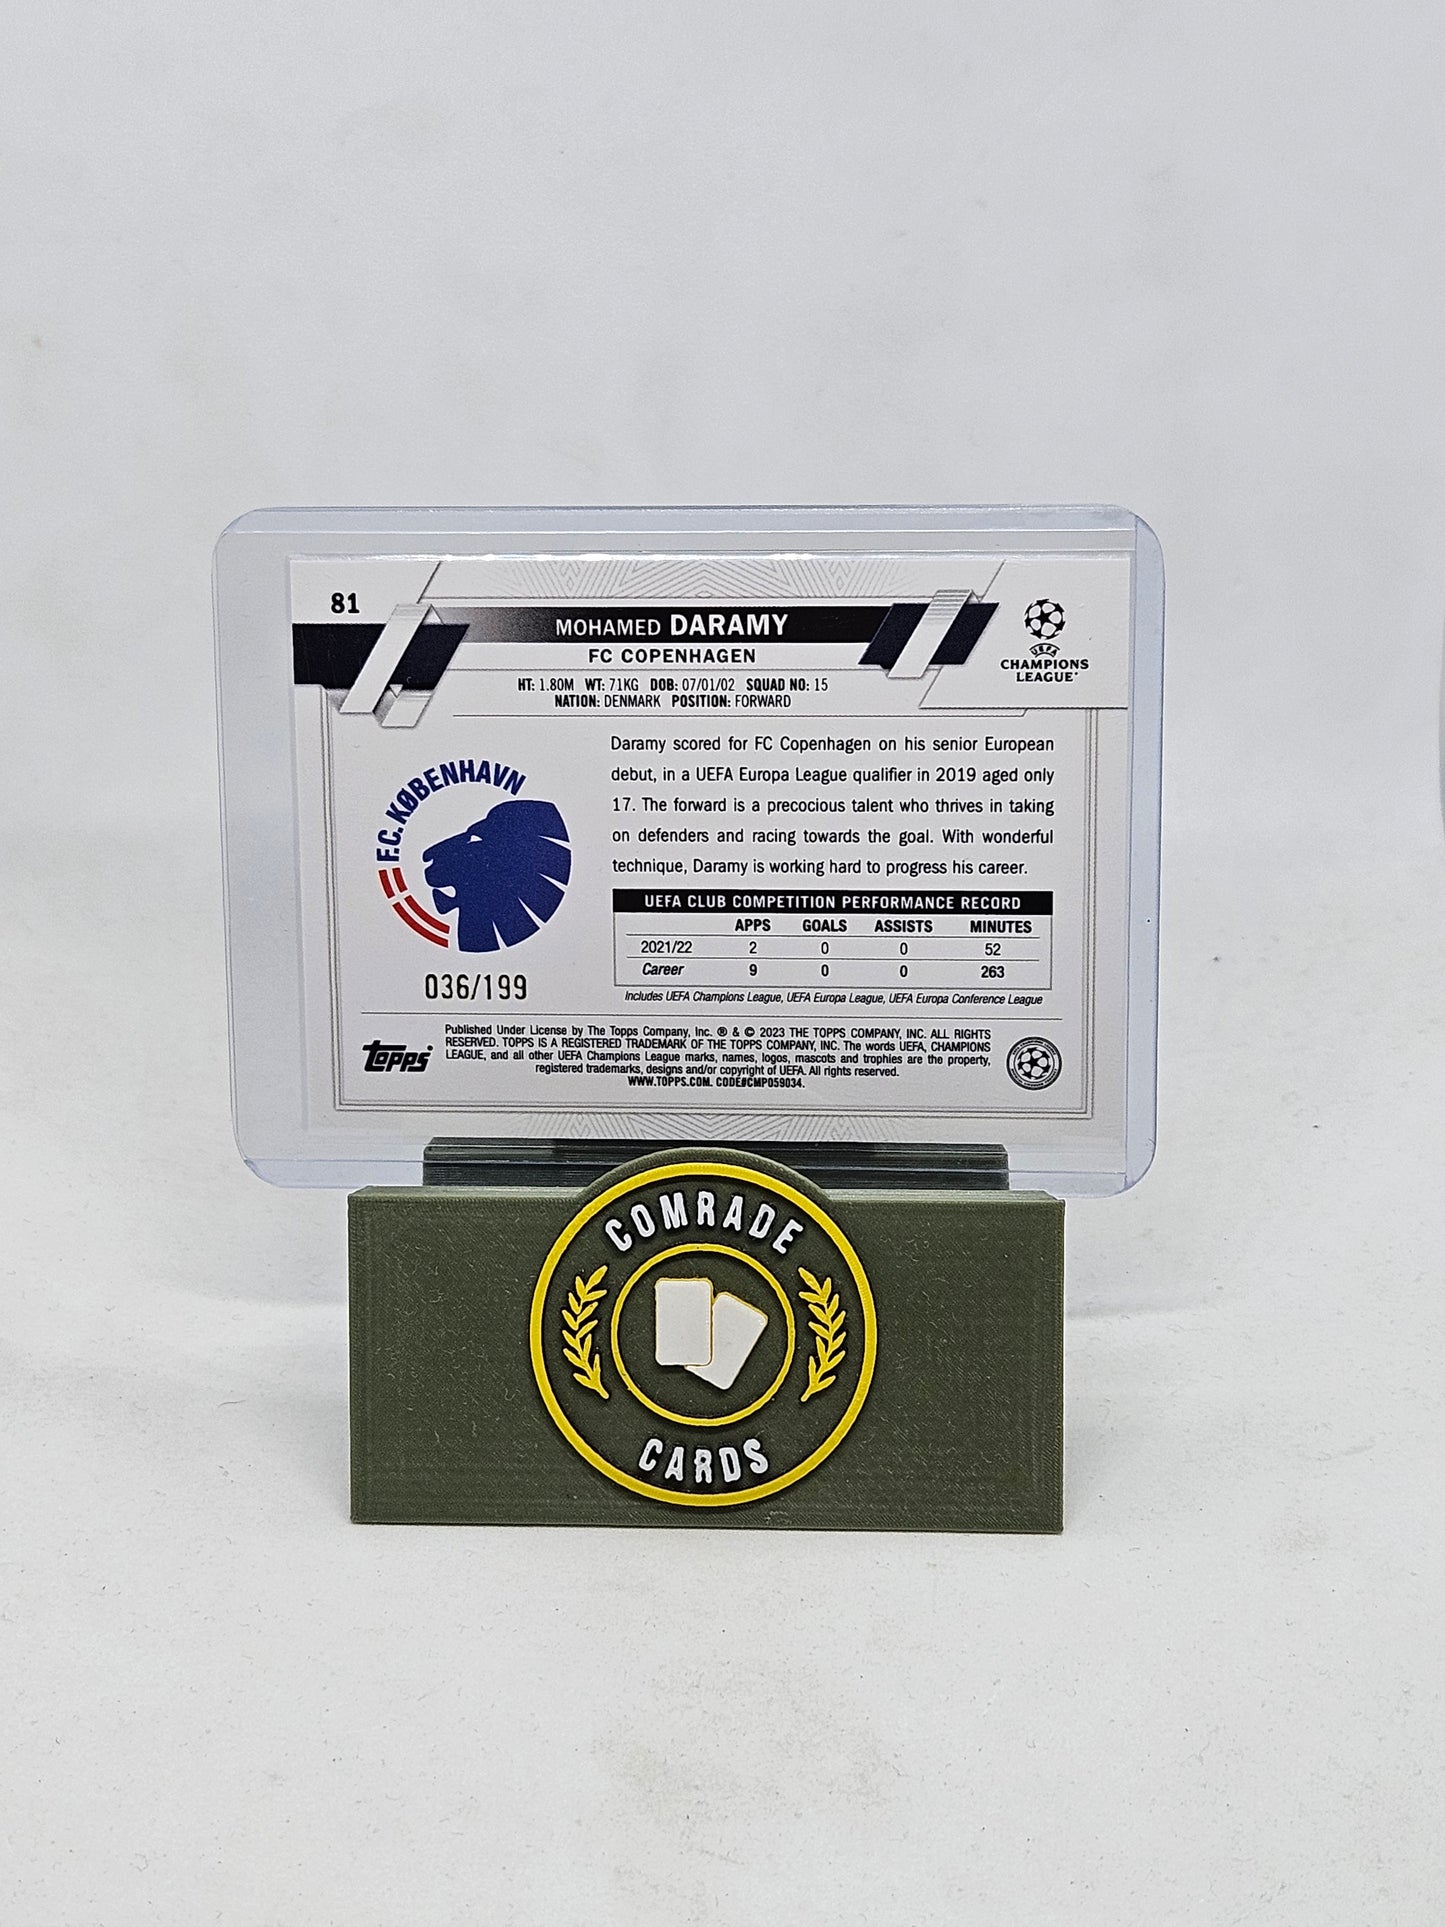 81
MOHAMED DARAMY
FC COPENHAGEN
HT: 1.80M WT: 71KG DOB: 07/01/02 SQUAD NO: 15
NATION: DENMARK POSITION: FORWARD
UEFA
CHAMPIONS
LEAGUE
F.C. KØBENHAVN
036/199
Daramy scored for FC Copenhagen on his senior European
debut, in a UEFA Europa League qualifier in 2019 aged only
17. The forward is a precocious talent who thrives in taking
on defenders and racing towards the goal. With wonderful
technique, Daramy is working hard to progress his career.
UEFA CLUB COMPETITION PERFORMANCE RECORD
APPS GOALS ASSISTS MINUTES
2021/22 2 0 0 52
Career 9 0 0 263
Includes UEFA Champions League, UEFA Europa League, UEFA Europa Conference League
Topps
Published Under License by The Topps Company, Inc. ® & © 2023 THE TOPPS COMPANY, INC. ALL RIGHTS
RESERVED. TOPPS IS A REGISTERED TRADEMARK OF THE TOPPS COMPANY, INC. The words UEFA, CHAMPIONS
LEAGUE, and all other UEFA Champions League marks, names, logos, mascots and trophies are the property,
registered trademarks, designs and/or copyright of UEFA. All rights reserved.
WWW.TOPPS.COM. CODE#CMP059034.
COMRADE
CARDS